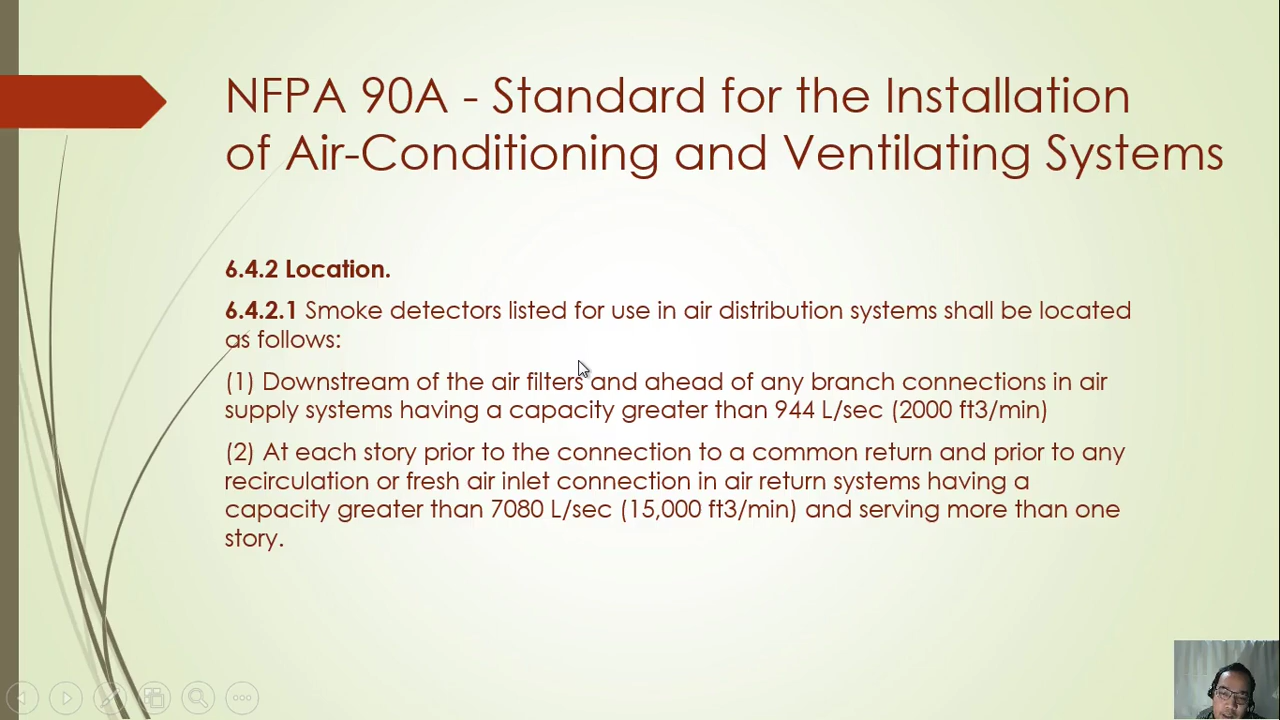 NFPA 90A - Standard for the Installation
of Air-Conditioning and Ventilating Systems
6.4.2 Location.
6.4.2.1 Smoke detectors listed for use in air distribution systems shall be located
as follows:
(1) Downstream of the air filters and ahead of any branch connections in air
supply systems having a capacity greater than 944 L/sec (2000 ft3/min)
(2) At each story prior to the connection to a common return and prior to any
recirculation or fresh air inlet connection in air return systems having a
capacity greater than 7080 L/sec (15,000 ft3/min) and serving more than one
story.